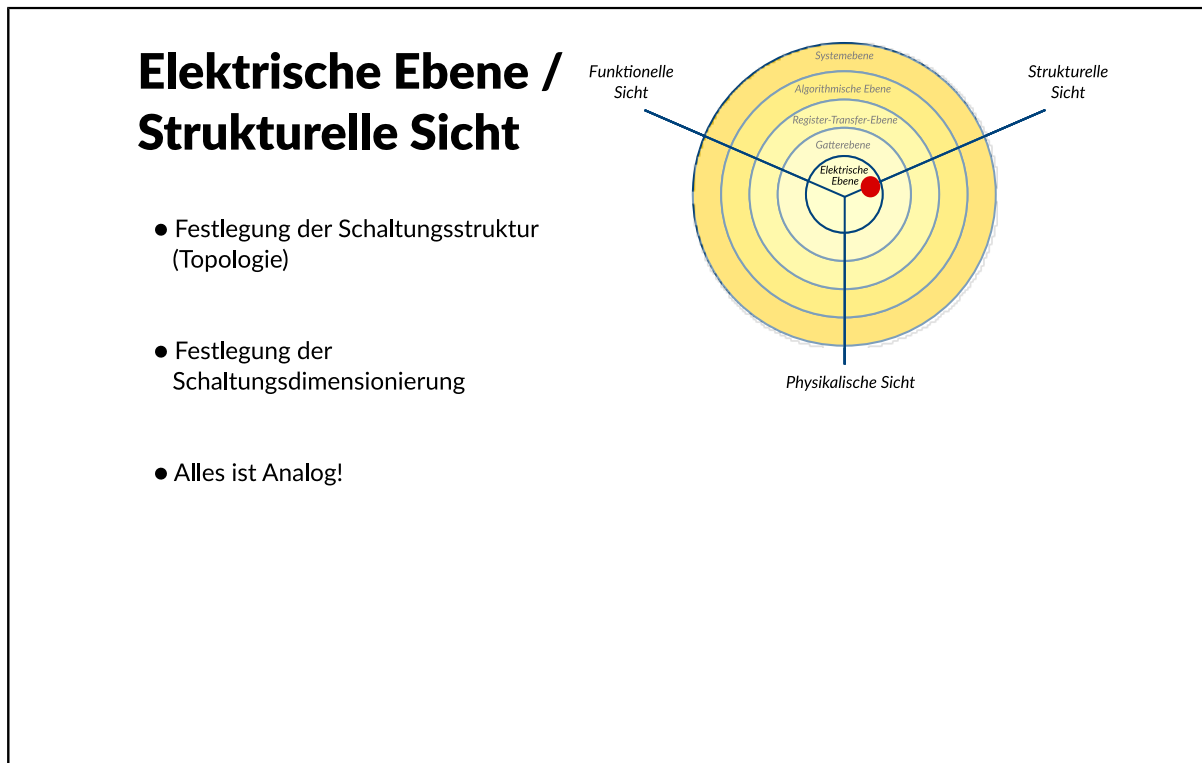 Elektrische Ebene /
Strukturelle Sicht
● Festlegung der Schaltungsstruktur
(Topologie)
● Festlegung der
Schaltungsdimensionierung
● Alles ist Analog!
Funktionelle
Sicht
Systemebene
Algorithmische Ebene
Register-Transfer-Ebene
Gatterebene
Elektrische
Ebene
Strukturelle
Sicht
Physikalische Sicht